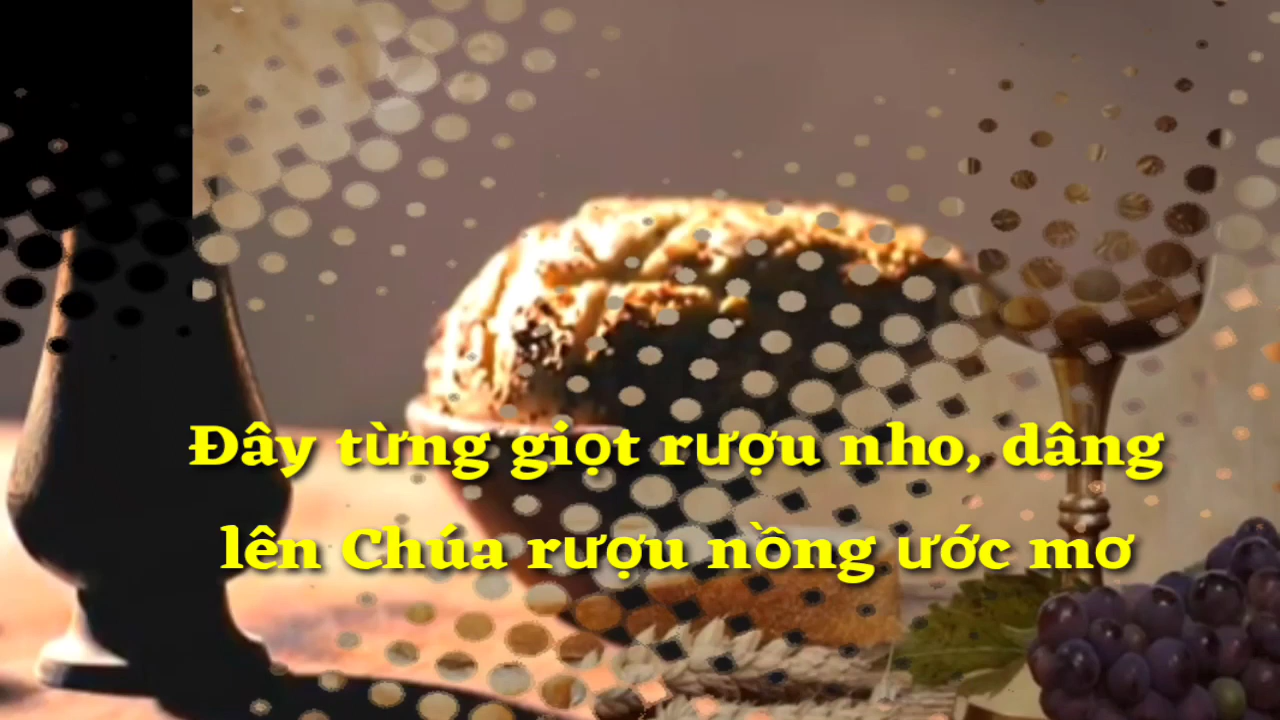 Đây từng giọt rượu nho, dâng
lên Chúa rượu nồng ước mơ